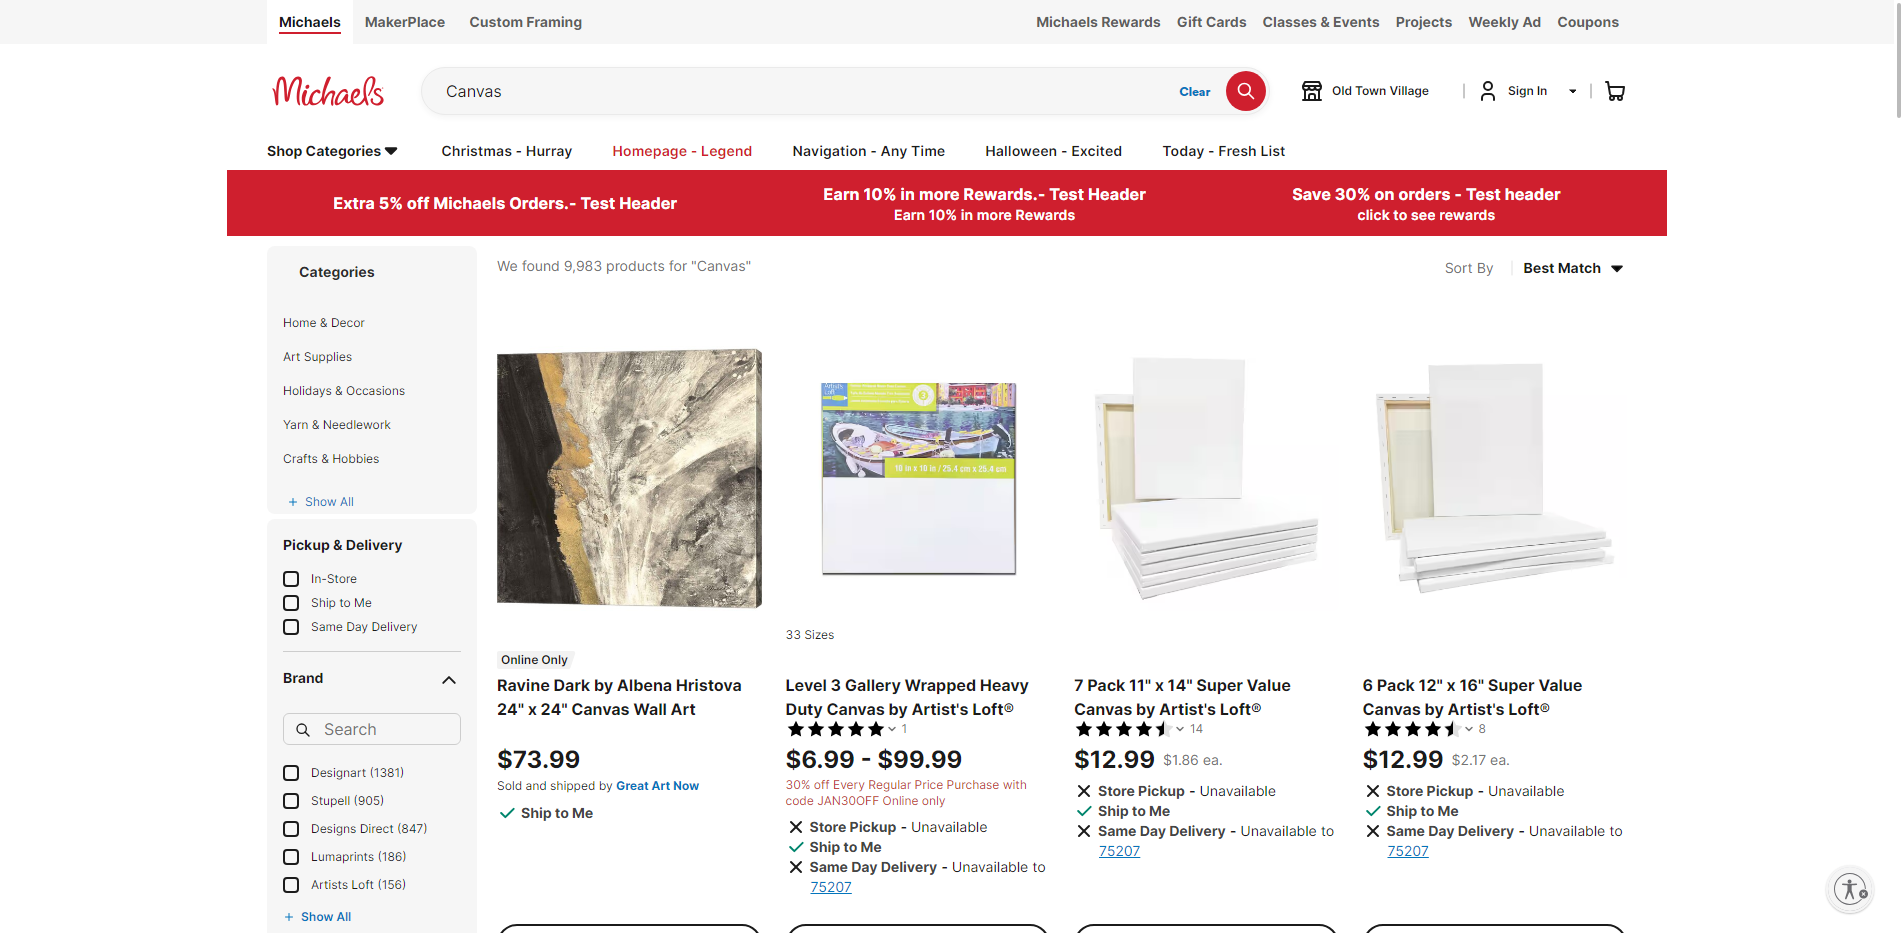 Michaels
MakerPlace
Custom Framing
Michaels Rewards
Gift Cards
Classes & Events
Projects
Weekly Ad
Coupons
Michaels
Canvas
Clear
Old Town Village
Sign In
Shop Categories
Christmas - Hurray
Homepage - Legend
Navigation - Any Time
Halloween - Excited
Today - Fresh List
Extra 5% off Michaels Orders.- Test Header
Earn 10% in more Rewards.- Test Header
Earn 10% in more Rewards
Save 30% on orders - Test header
click to see rewards
Categories
Home & Decor
Art Supplies
Holidays & Occasions
Yarn & Needlework
Crafts & Hobbies
+ Show All
Pickup & Delivery
In-Store
Ship to Me
Same Day Delivery
Brand
Search
Designart (1381)
Stupell (905)
Designs Direct (847)
Lumaprints (186)
Artists Loft (156)
+ Show All
We found 9,983 products for "Canvas"
Sort By
Best Match
Online Only
Ravine Dark by Albena Hristova
24" x 24" Canvas Wall Art
$73.99
Sold and shipped by Great Art Now
Ship to Me
10 in x 10 in / 25.4 cm x 25.4 cm
33 Sizes
Level 3 Gallery Wrapped Heavy
Duty Canvas by Artist's Loft®
1
$6.99 - $99.99
30% off Every Regular Price Purchase with
code JAN30OFF Online only
Store Pickup - Unavailable
Ship to Me
Same Day Delivery - Unavailable to
75207
7 Pack 11" x 14" Super Value
Canvas by Artist's Loft®
14
$12.99 $1.86 ea.
Store Pickup - Unavailable
Ship to Me
Same Day Delivery - Unavailable to
75207
6 Pack 12" x 16" Super Value
Canvas by Artist's Loft®
8
$12.99 $2.17 ea.
Store Pickup - Unavailable
Ship to Me
Same Day Delivery - Unavailable to
75207